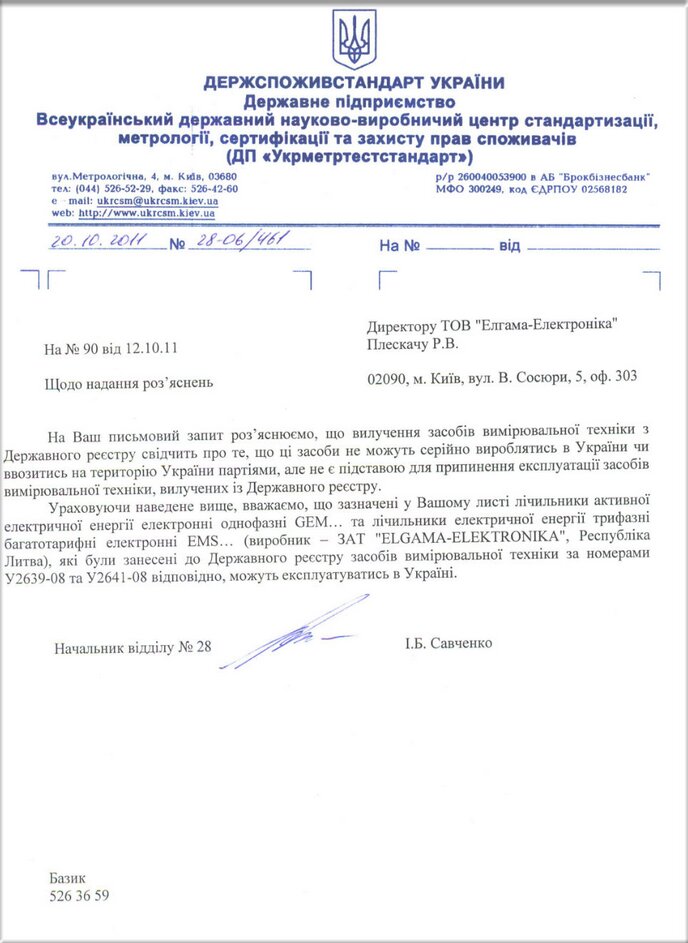 ДЕРЖСПОЖИВСТАНДАРТ УКРАЇНИ
Державне підприємство
Всеукраїнський державний науково-виробничий центр стандартизації,
метрології, сертифікації та захисту прав споживачів
(ДП «Укрметртестстандарт»)
вул.Метрологічна, 4, м. Київ, 03680
тел: (044) 526-52-29, факс: 526-42-60
e - mail: ukrcsm@ukrcsm.kiev.ua
web: http://www.ukrcsm.kiev.ua
р/р 260040053900 в АБ "Брокбізнесбанк"
МФО 300249, код ЄДРПОУ 02568182
20.10.2011 № 28-06/461 На № від
Директору ТОВ "Елгама-Електроніка"
Плескачу Р.В.
На № 90 від 12.10.11
Щодо надання роз’яснень
02090, м. Київ, вул. В. Сосюри, 5, оф. 303
На Ваш письмовий запит роз’яснюємо, що вилучення засобів вимірювальної техніки з
Державного реєстру свідчить про те, що ці засоби не можуть серійно вироблятись в Україні чи
ввозитись на територію України партіями, але не є підставою для припинення експлуатації засобів
вимірювальної техніки, вилучених із Державного реєстру.
Ураховуючи наведене вище, вважаємо, що зазначені у Вашому листі лічильники активної
електричної енергії електронні однофазні GEM… та лічильники електричної енергії трифазні
багатотарифні електронні EMS… (виробник – ЗАТ "ELGAMA-ELEKTRONIKA", Республіка
Литва), які були занесені до Державного реєстру засобів вимірювальної техніки за номерами
У2639-08 та У2641-08 відповідно, можуть експлуатуватись в Україні.
Начальник відділу № 28 І.Б. Савченко
Базик
526 36 59